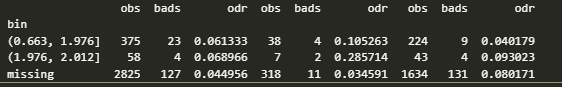 obs bads odr obs bads odr obs bads odr
bin
(0.663, 1.976] 375 23 0.061333 38 4 0.105263 224 9 0.040179
(1.976, 2.012] 58 4 0.068966 7 2 0.285714 43 4 0.093023
missing 2825 127 0.044956 318 11 0.034591 1634 131 0.080171